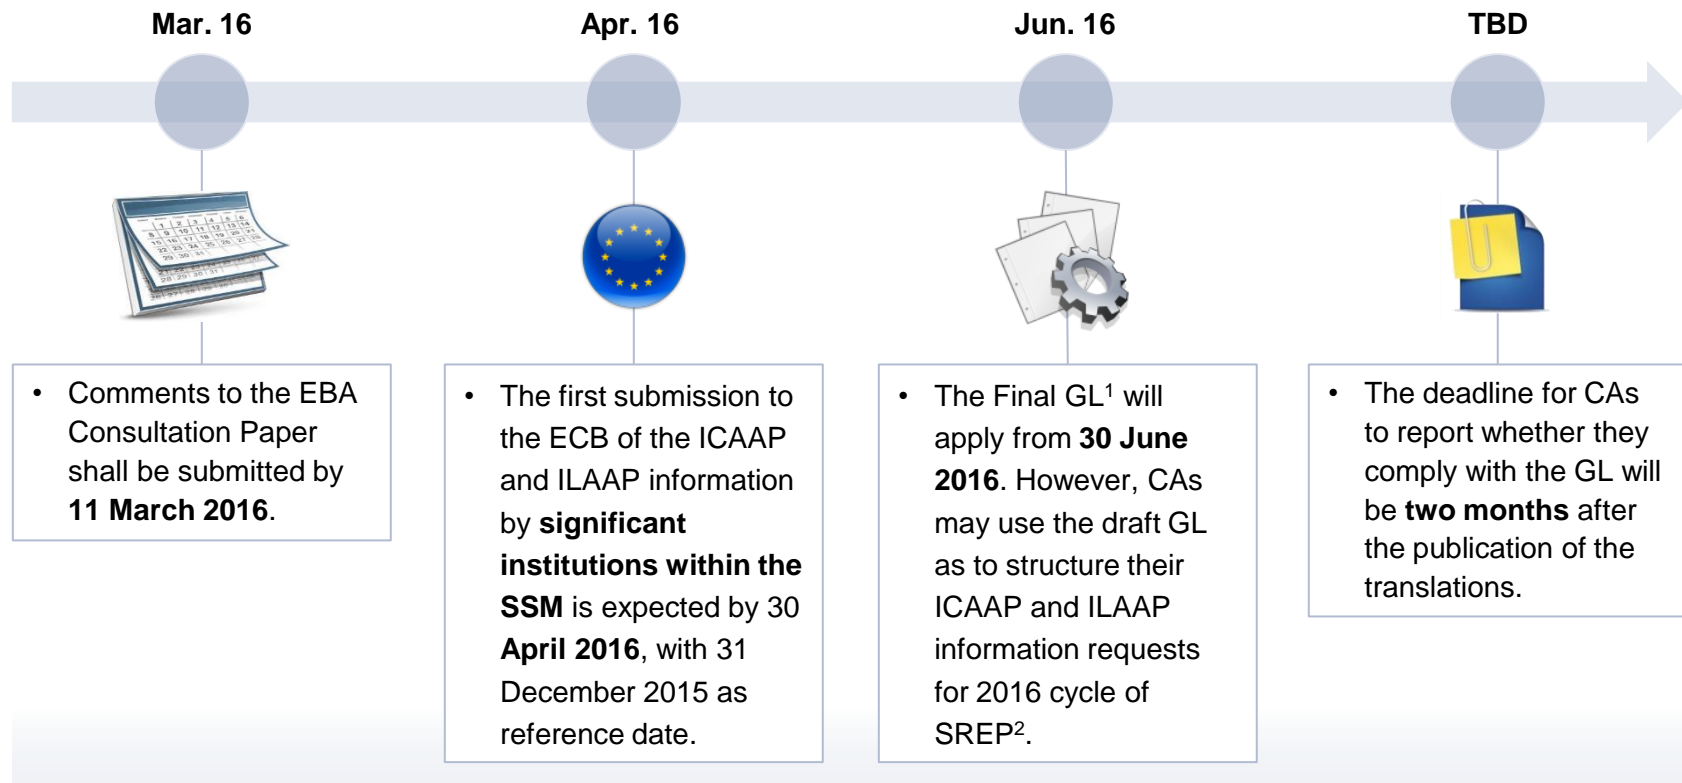 Mar. 16
Apr. 16
Jun. 16
TBD
• Comments to the EBA
Consultation Paper
shall be submitted by
11 March 2016.
• The first submission to
the ECB of the ICAAP
and ILAAP information
by significant
institutions within the
SSM is expected by 30
April 2016, with 31
December 2015 as
reference date.
• The Final GL¹ will
apply from 30 June
2016. However, CAs
may use the draft GL
as to structure their
ICAAP and ILAAP
information requests
for 2016 cycle of
SREP².
• The deadline for CAs
to report whether they
comply with the GL will
be two months after
the publication of the
translations.